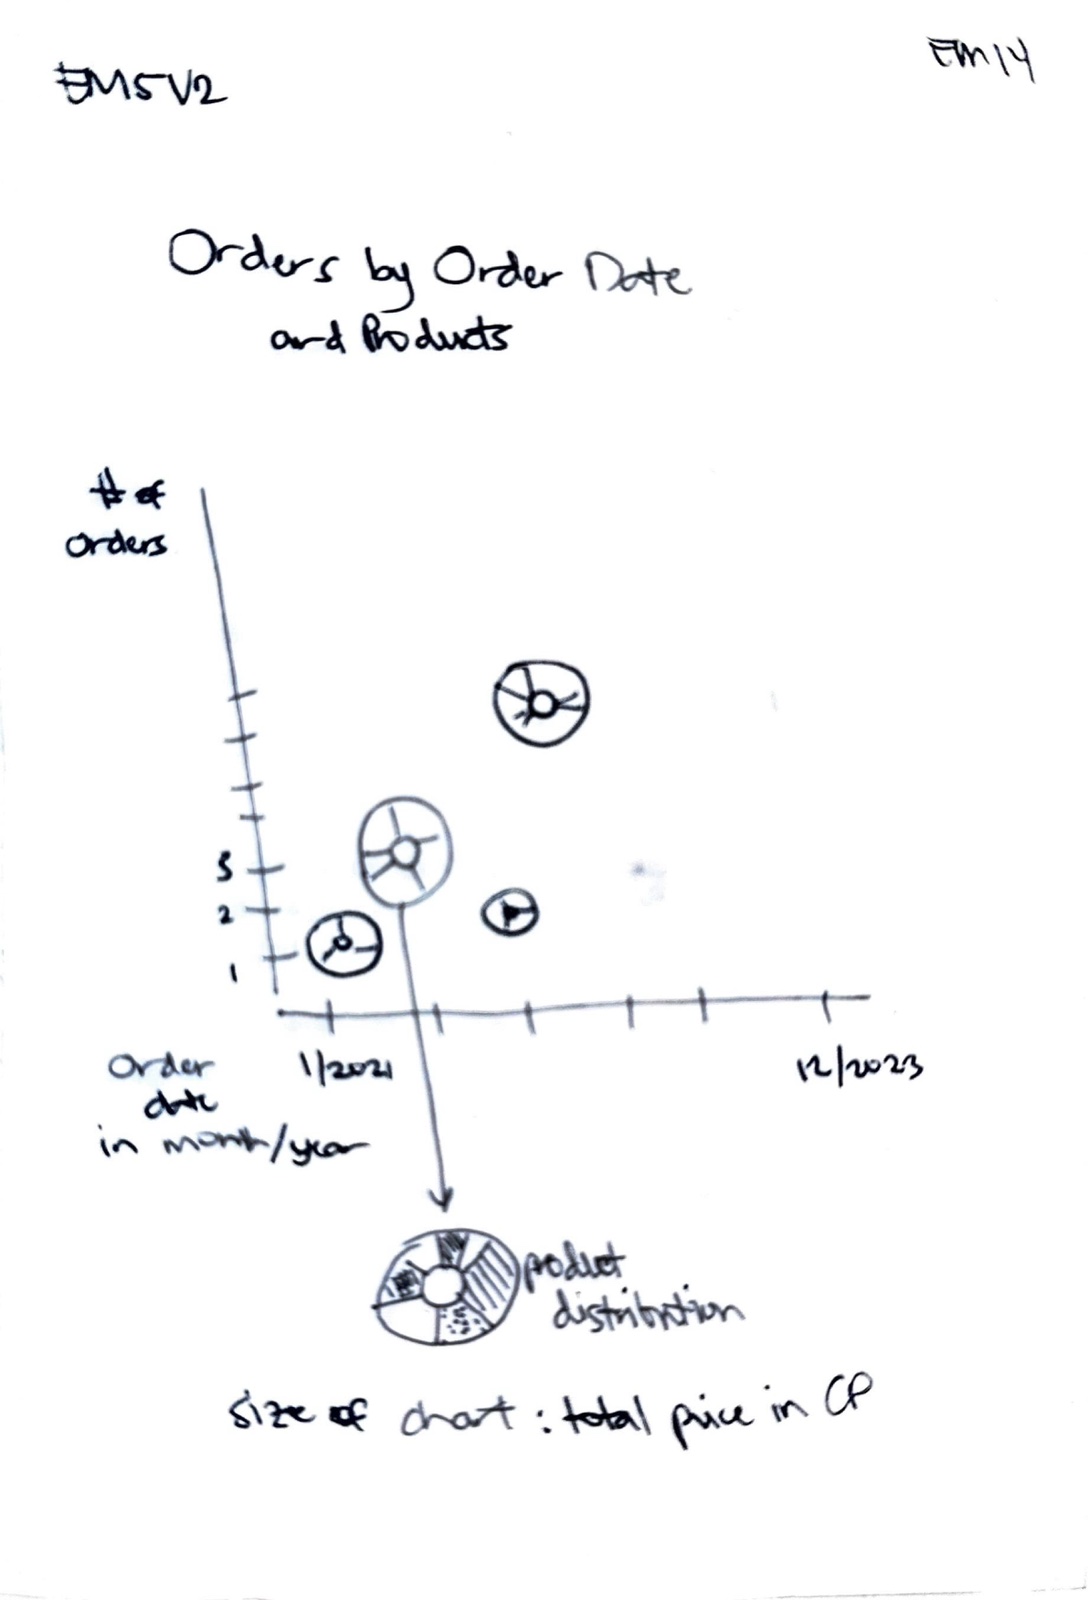 EM5V2
EM14
Orders by Order Date
and Products
# of
orders
5
2
1
1/2021
12/2023
Order
date
in month/year
product
distribution
size of chart : total price in CP